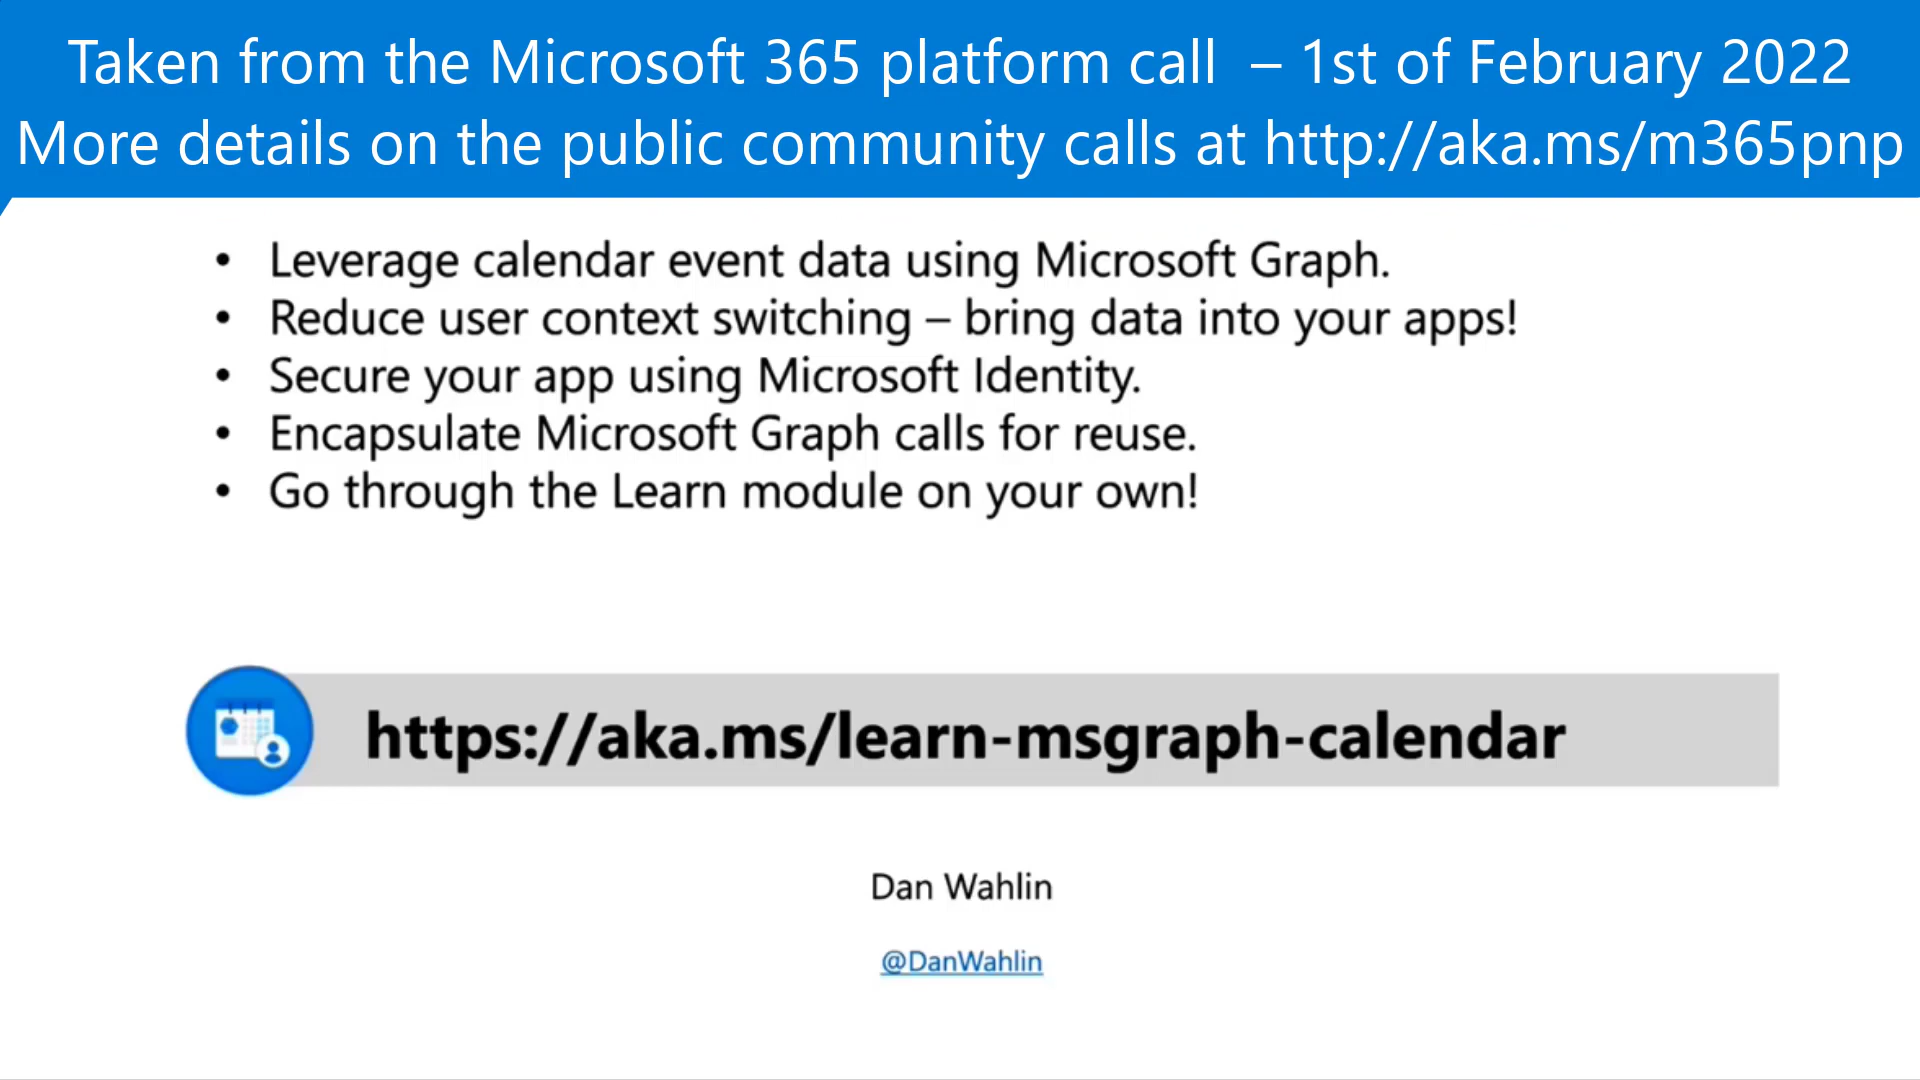 Taken from the Microsoft 365 platform call – 1st of February 2022
More details on the public community calls at http://aka.ms/m365pnp
• Leverage calendar event data using Microsoft Graph.
• Reduce user context switching – bring data into your apps!
• Secure your app using Microsoft Identity.
• Encapsulate Microsoft Graph calls for reuse.
• Go through the Learn module on your own!
https://aka.ms/learn-msgraph-calendar
Dan Wahlin
@DanWahlin